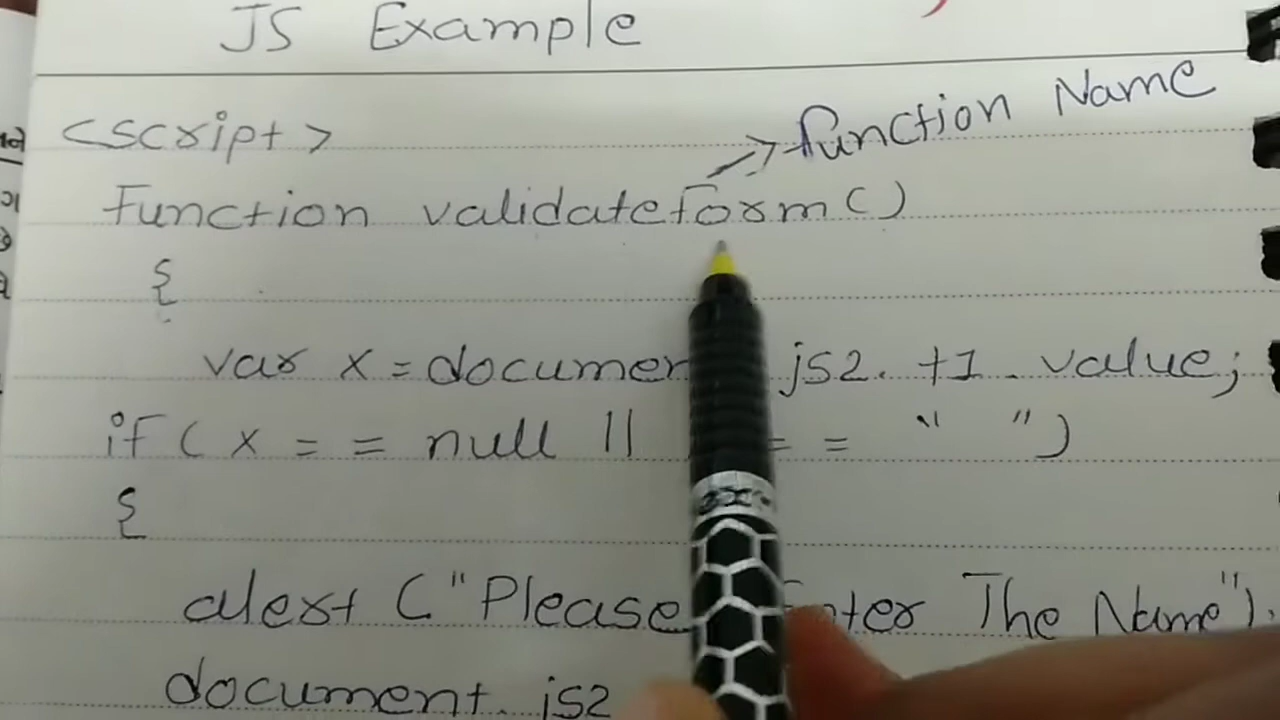 JS Example
function Name
<script>
Function validateform()
{
var x = documen js2. t1. value;
if( x = = null || = = " ")
{
alert ("Please Enter The Name");
document. js2